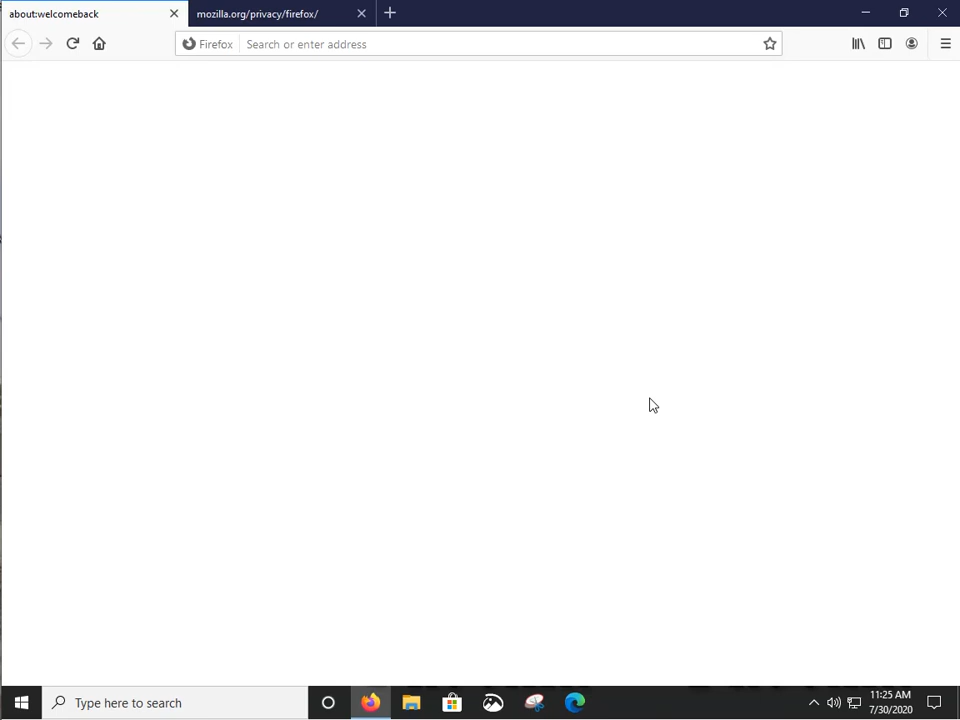 about:welcomeback
mozilla.org/privacy/firefox/
Firefox
Search or enter address
Type here to search
11:25 AM
7/30/2020